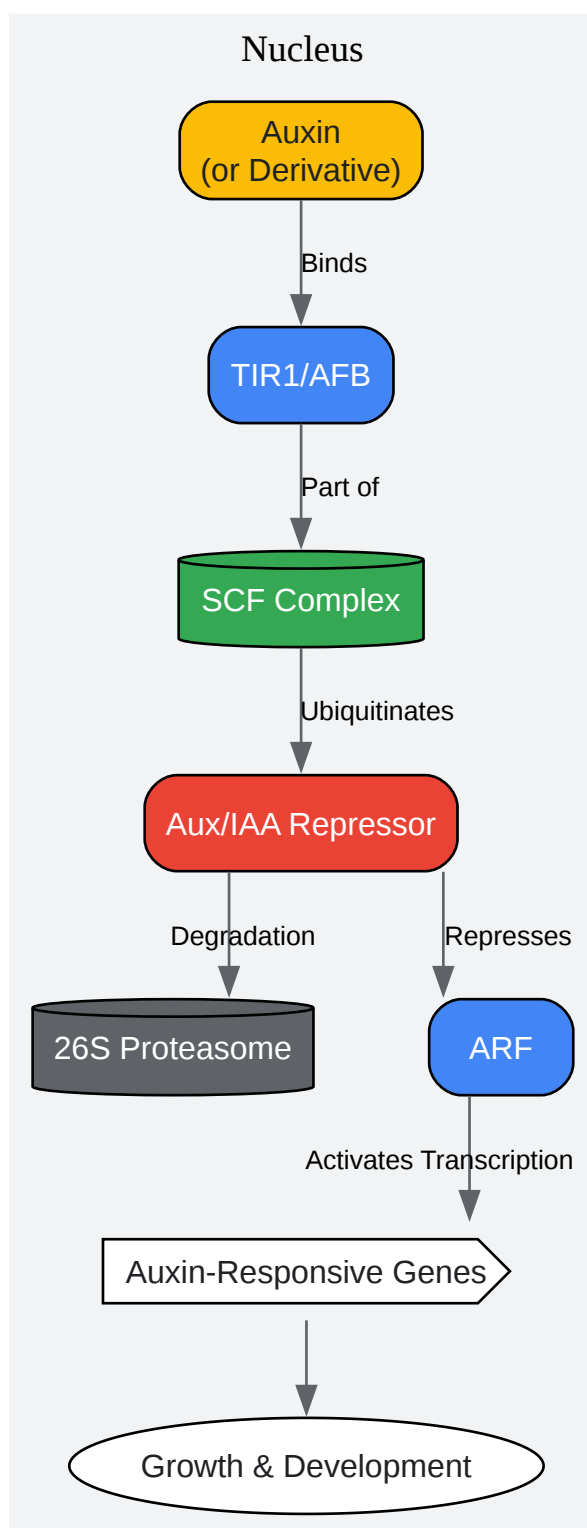 Nucleus
Auxin
(or Derivative)
Binds
TIR1/AFB
Part of
SCF Complex
Ubiquitinates
Aux/IAA Repressor
Degradation
Represses
26S Proteasome
ARF
Activates Transcription
Auxin-Responsive Genes
Growth & Development